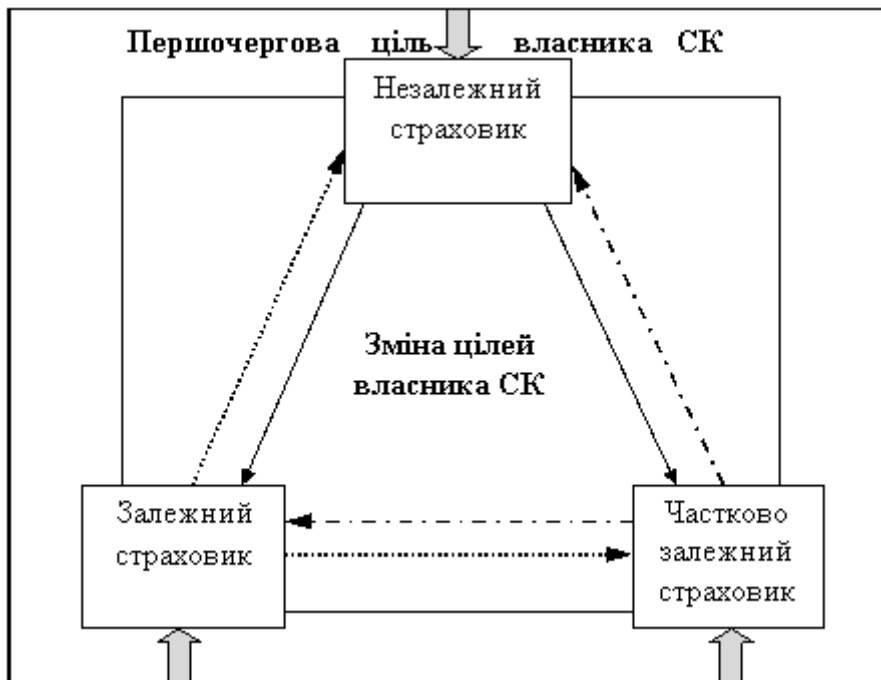 Першочергова ціль власника СК
Незалежний
страховик
Зміна цілей
власника СК
Залежний
страховик
Частково
залежний
страховик